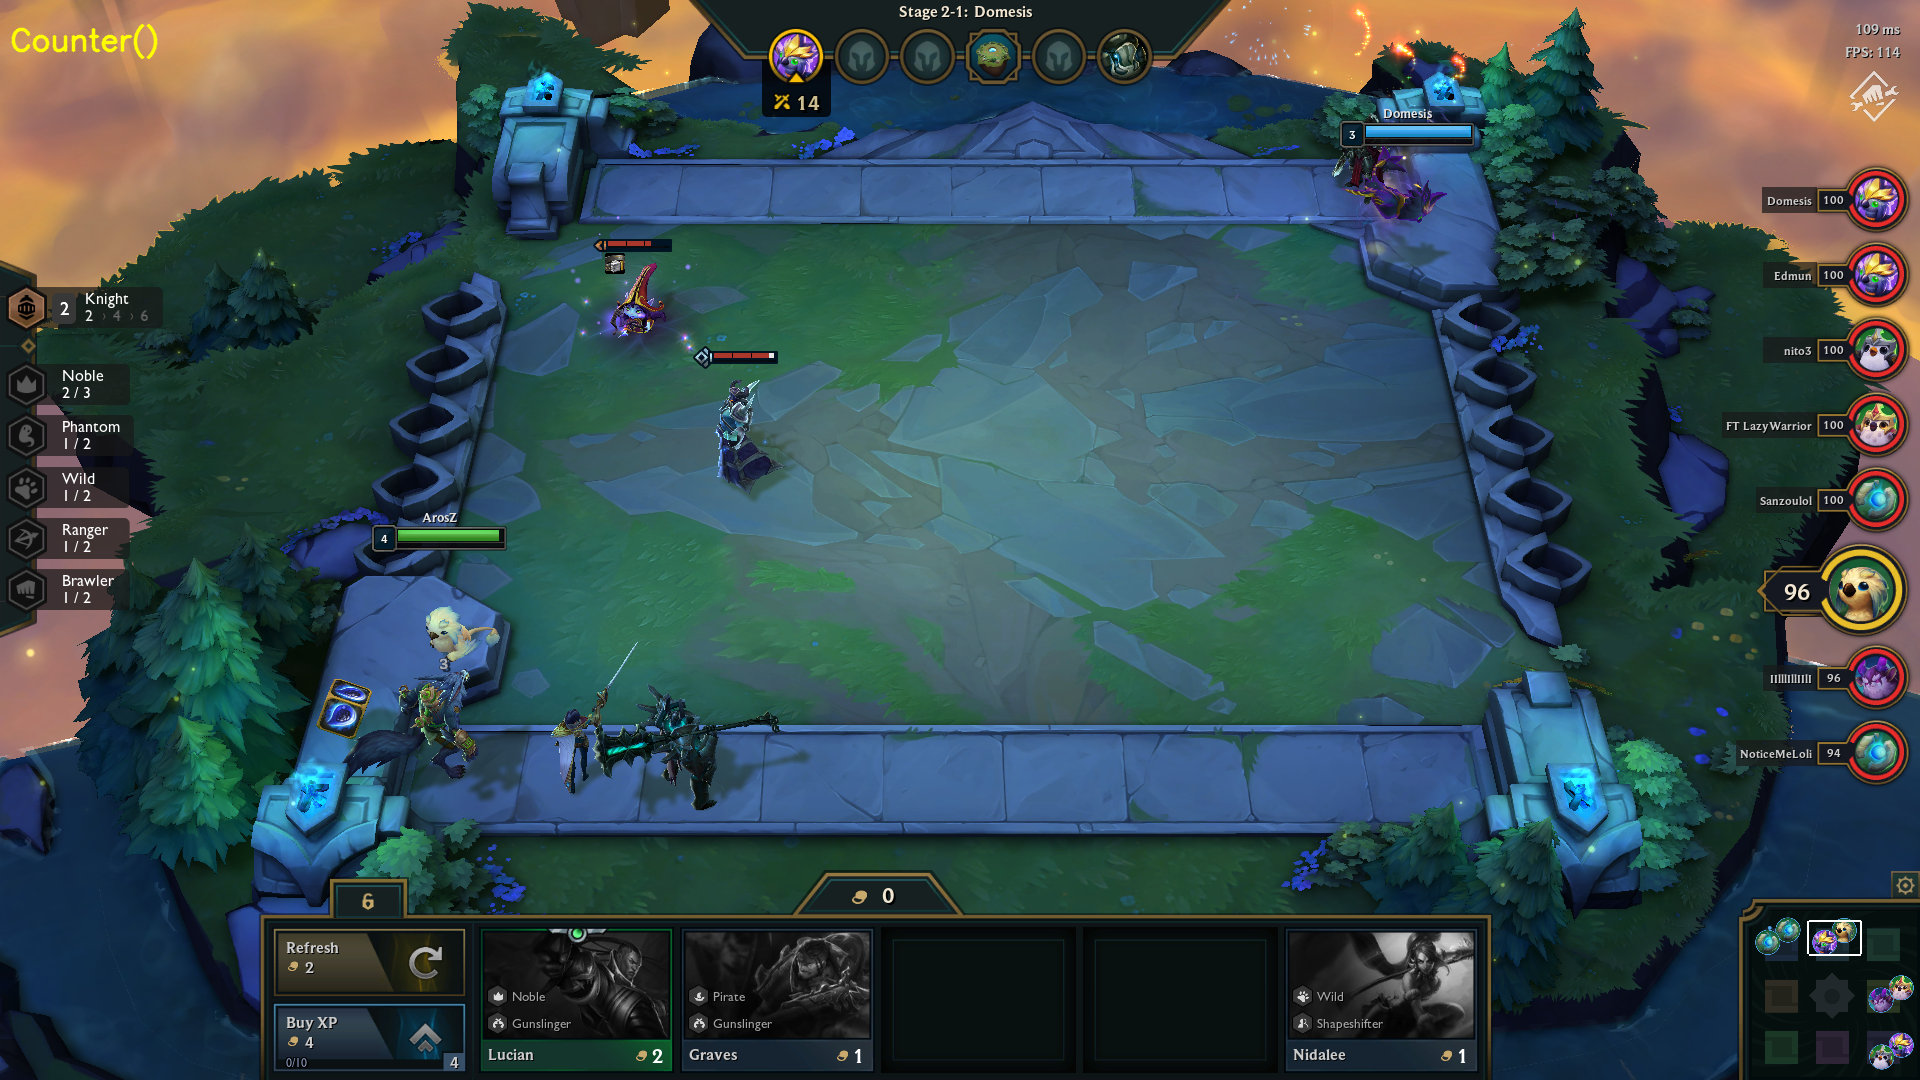 Counter()
Stage 2-1: Domesis
14
109 ms
FPS: 114
Domesis
3
Domesis 100
Edmun 100
nito3 100
FT LazyWarrior 100
Sanzoulol 100
96
96
NoticeMeLoli 94
2 Knight
2 › 4 › 6
Noble
2 / 3
Phantom
1 / 2
Wild
1 / 2
Ranger
1 / 2
Brawler
1 / 2
ArosZ
4
3
6
0
Refresh
2
Buy XP
4
0/10
4
Noble
Gunslinger
Lucian 2
Pirate
Gunslinger
Graves 1
Wild
Shapeshifter
Nidalee 1